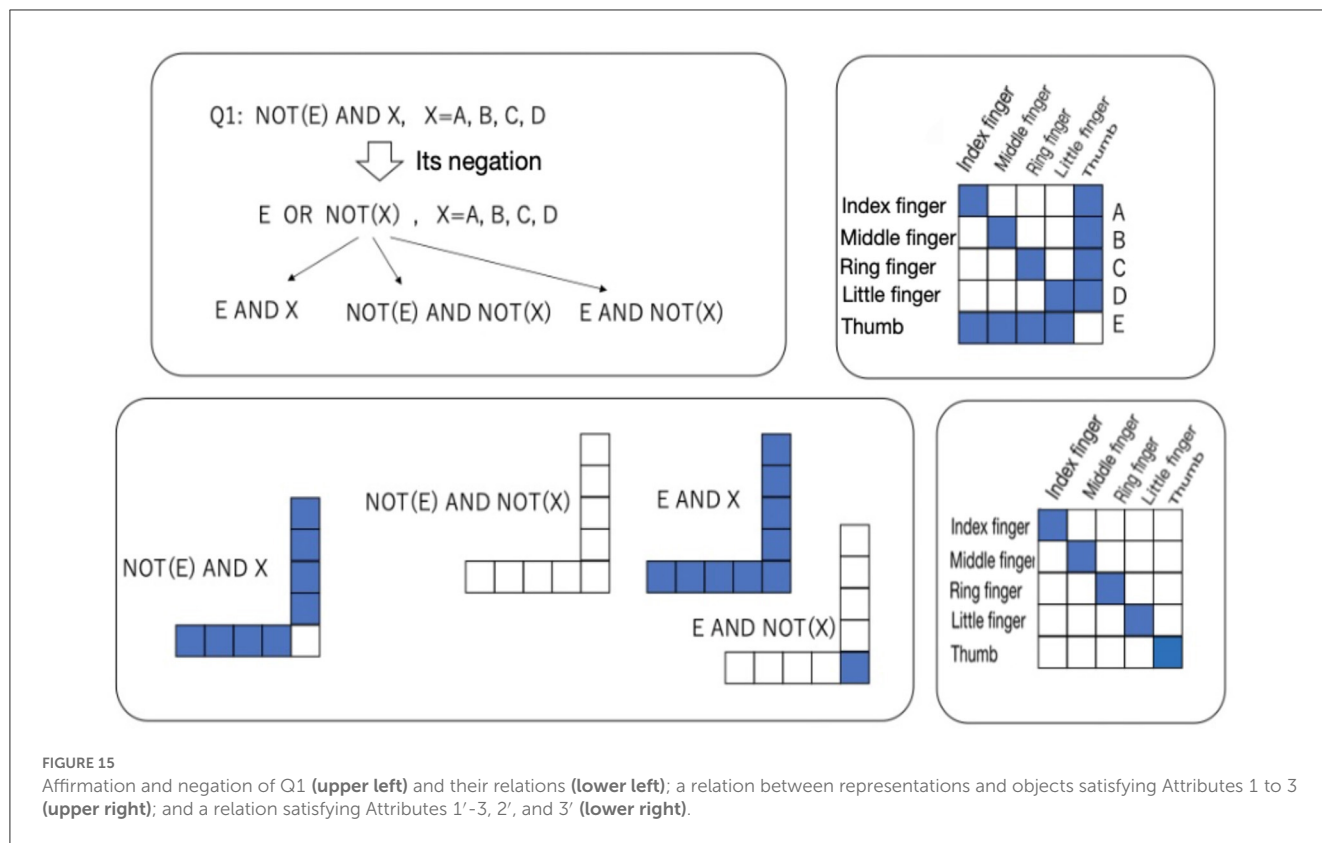 Q1: NOT(E) AND X, X=A, B, C, D
Its negation
E OR NOT(X) , X=A, B, C, D
E AND X
NOT(E) AND NOT(X)
E AND NOT(X)
Index finger
Middle finger
Ring finger
Little finger
Thumb
Index finger
A
Middle finger
B
Ring finger
C
Little finger
D
Thumb
E
NOT(E) AND X
NOT(E) AND NOT(X)
E AND X
E AND NOT(X)
Index finger
Middle finger
Ring finger
Little finger
Thumb
Index finger
Middle finger
Ring finger
Little finger
Thumb
FIGURE 15
Affirmation and negation of Q1 (upper left) and their relations (lower left); a relation between representations and objects satisfying Attributes 1 to 3
(upper right); and a relation satisfying Attributes 1′-3, 2′, and 3′ (lower right).